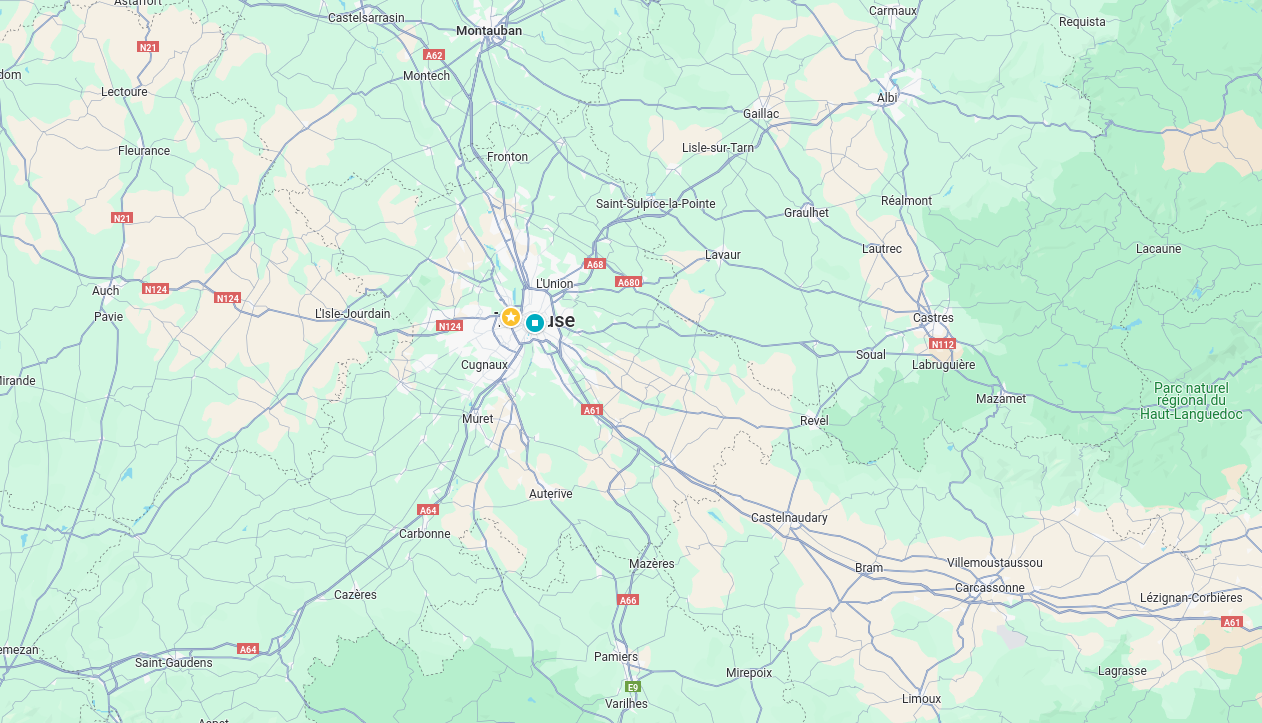 Castelsarrasin
Carmaux
Requista
Montauban
N21
A62
Montech
Lectoure
Albi
Gaillac
Fleurance
Lisle-sur-Tarn
Fronton
Saint-Sulpice-la-Pointe
Réalmont
Graulhet
N21
Lautrec
Lacaune
Lavaur
A68
A680
L'Union
Auch
N124
N124
Pavie
L'Isle-Jourdain
N124
use
Castres
N112
Soual
Labruguière
Cugnaux
Parc naturel
régional du
Haut-Languedoc
Mazamet
A61
Muret
Revel
Auterive
A64
Castelnaudary
Carbonne
Mazères
Bram
Villemoustaussou
Carcassonne
Cazères
A66
Lézignan-Corbières
A61
A64
Saint-Gaudens
Pamiers
Mirepoix
Lagrasse
E9
Varilhes
Limoux